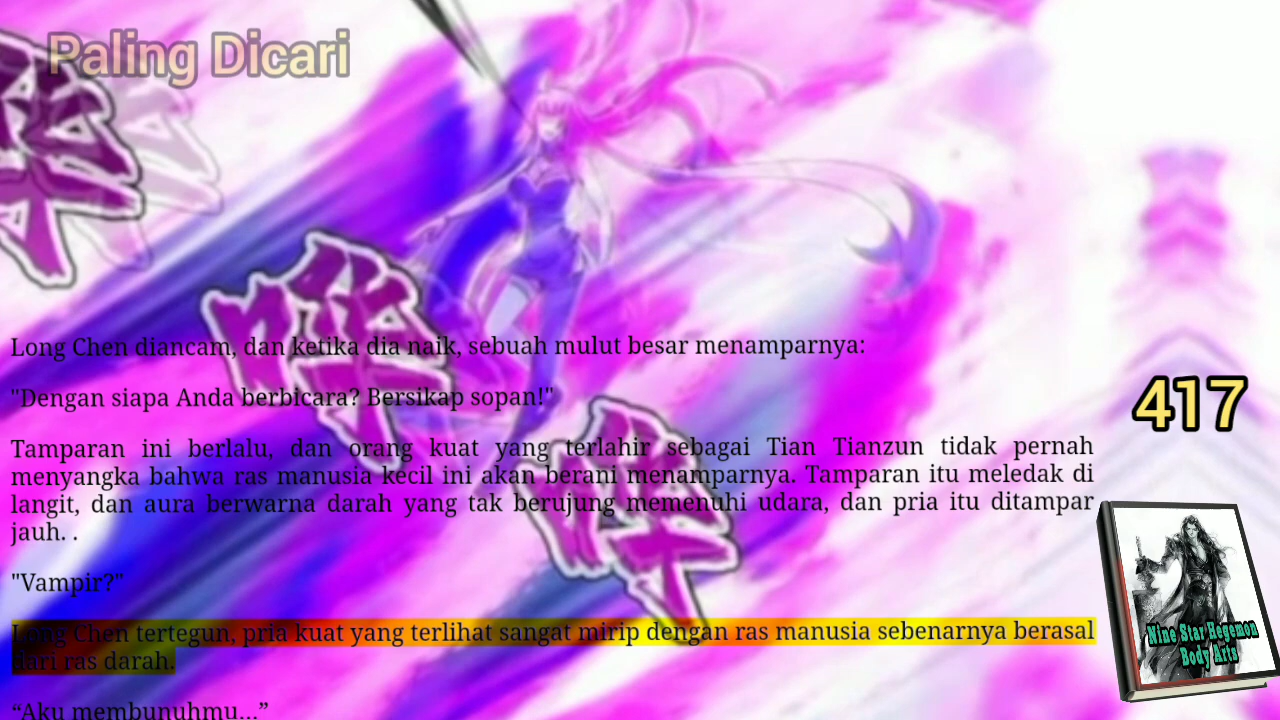 Paling Dicari
Long Chen diancam, dan ketika dia naik, sebuah mulut besar menamparnya:
"Dengan siapa Anda berbicara? Bersikap sopan!"
Tamparan ini berlalu, dan orang kuat yang terlahir sebagai Tian Tianzun tidak pernah
menyangka bahwa ras manusia kecil ini akan berani menamparnya. Tamparan itu meledak di
langit, dan aura berwarna darah yang tak berujung memenuhi udara, dan pria itu ditampar
jauh. .
"Vampir?"
Long Chen tertegun, pria kuat yang terlihat sangat mirip dengan ras manusia sebenarnya berasal
dari ras darah.
“Aku membunuhmu...”
417
Nine Star Hegemon
Body Arts